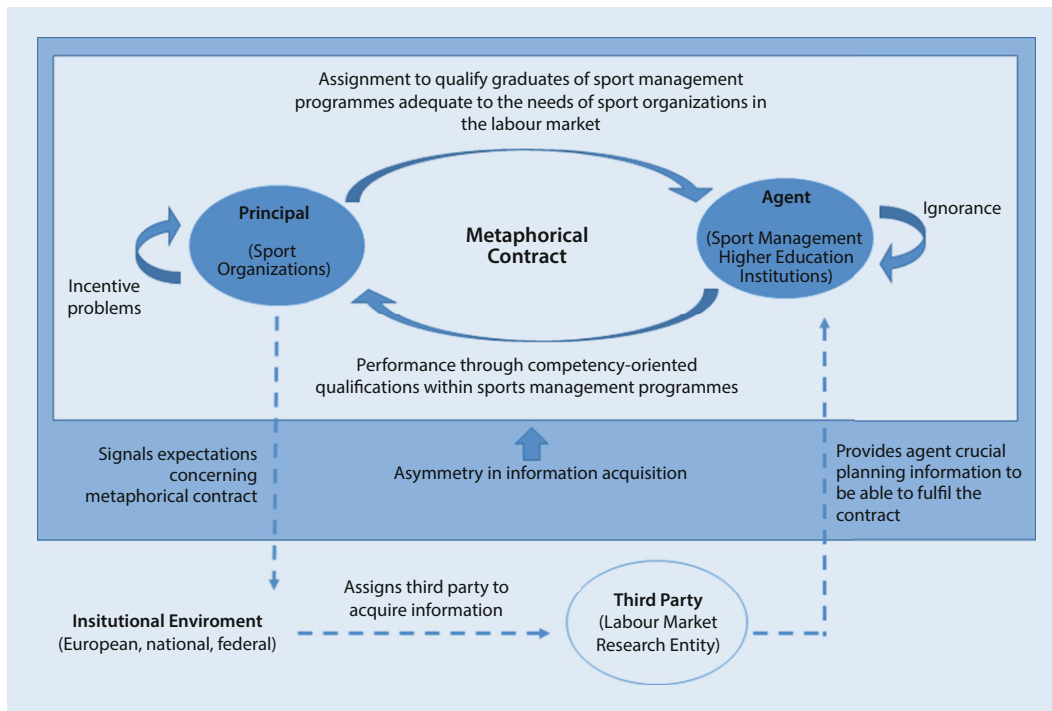 Assignment to qualify graduates of sport management
programmes adequate to the needs of sport organizations in
the labour market
Principal
(Sport
Organizations)
Metaphorical
Contract
Agent
(Sport Management
Higher Education
Institutions)
Ignorance
Incentive
problems
Performance through competency-oriented
qualifications within sports management programmes
Signals expectations
concerning
metaphorical contract
Asymmetry in information acquisition
Provides agent crucial
planning information to
be able to fulfil the
contract
Insitutional Enviroment
(European, national, federal)
Assigns third party to
acquire information
Third Party
(Labour Market
Research Entity)